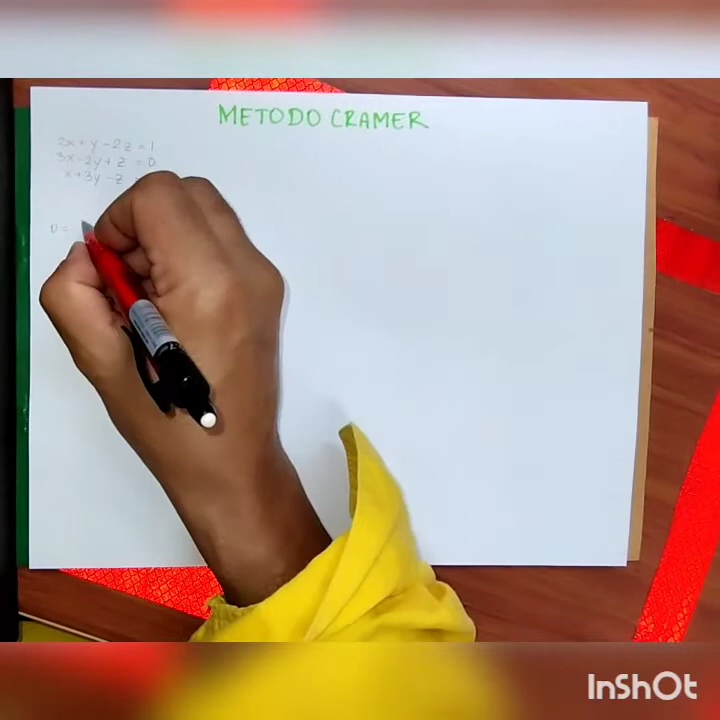 METODO CRAMER
2x+y-2z=1
3x-2y+z=0
x+3y-z
D=
InShOt